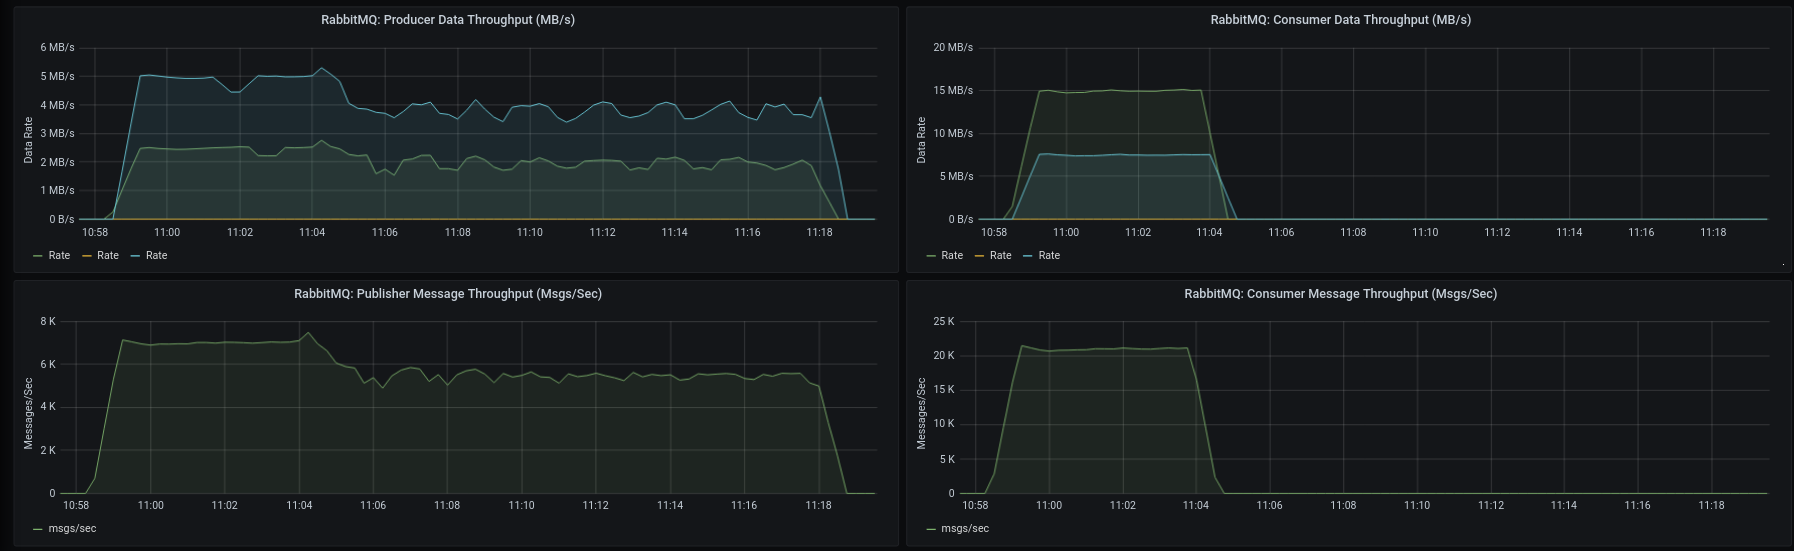 RabbitMQ: Producer Data Throughput (MB/s)
6 MB/s
5 MB/s
4 MB/s
3 MB/s
2 MB/s
1 MB/s
0 B/s
Data Rate
10:58 11:00 11:02 11:04 11:06 11:08 11:10 11:12 11:14 11:16 11:18
Rate Rate Rate
RabbitMQ: Consumer Data Throughput (MB/s)
20 MB/s
15 MB/s
10 MB/s
5 MB/s
0 B/s
Data Rate
10:58 11:00 11:02 11:04 11:06 11:08 11:10 11:12 11:14 11:16 11:18
Rate Rate Rate
RabbitMQ: Publisher Message Throughput (Msgs/Sec)
8 K
6 K
4 K
2 K
0
Messages/Sec
10:58 11:00 11:02 11:04 11:06 11:08 11:10 11:12 11:14 11:16 11:18
msgs/sec
RabbitMQ: Consumer Message Throughput (Msgs/Sec)
25 K
20 K
15 K
10 K
5 K
0
Messages/Sec
10:58 11:00 11:02 11:04 11:06 11:08 11:10 11:12 11:14 11:16 11:18
msgs/sec